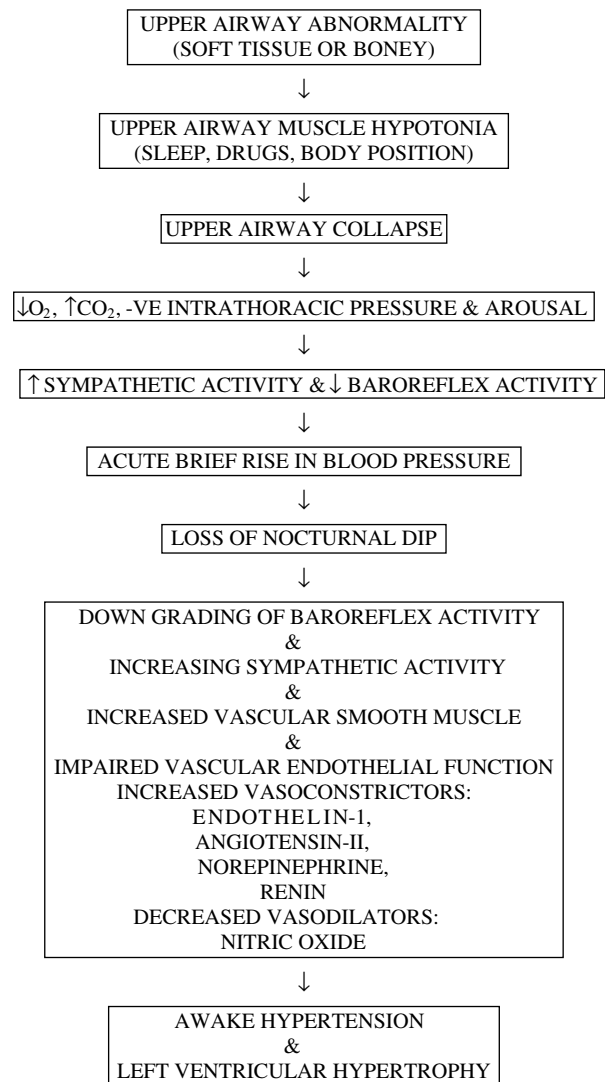 UPPER AIRWAY ABNORMALITY
(SOFT TISSUE OR BONEY)
↓
UPPER AIRWAY MUSCLE HYPOTONIA
(SLEEP, DRUGS, BODY POSITION)
↓
UPPER AIRWAY COLLAPSE
↓
↓O₂, ↑CO₂, -VE INTRATHORACIC PRESSURE & AROUSAL
↓
↑ SYMPATHETIC ACTIVITY & ↓ BAROREFLEX ACTIVITY
↓
ACUTE BRIEF RISE IN BLOOD PRESSURE
↓
LOSS OF NOCTURNAL DIP
↓
DOWN GRADING OF BAROREFLEX ACTIVITY
&
INCREASING SYMPATHETIC ACTIVITY
&
INCREASED VASCULAR SMOOTH MUSCLE
&
IMPAIRED VASCULAR ENDOTHELIAL FUNCTION
INCREASED VASOCONSTRICTORS:
ENDOTHELIN-1,
ANGIOTENSIN-II,
NOREPINEPHRINE,
RENIN
DECREASED VASODILATORS:
NITRIC OXIDE
↓
AWAKE HYPERTENSION
&
LEFT VENTRICULAR HYPERTROPHY